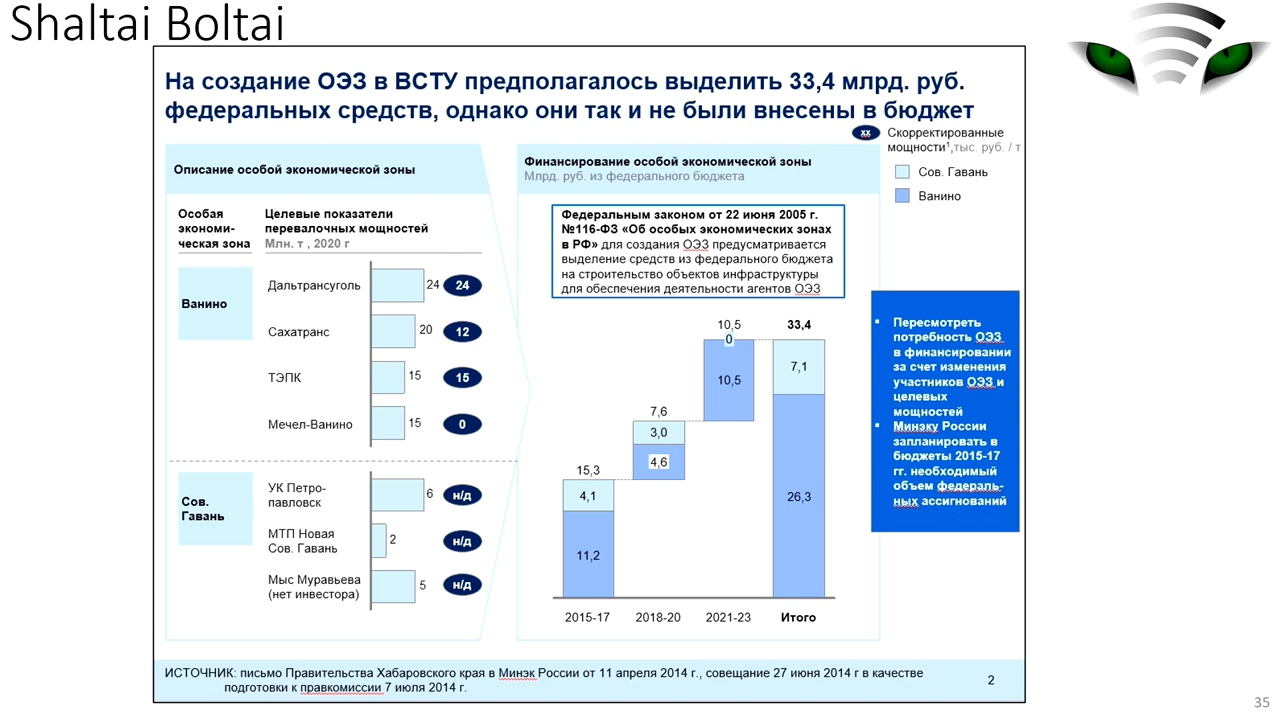 Shaltai Boltai
На создание ОЭЗ в ВСТУ предполагалось выделить 33,4 млрд. руб.
федеральных средств, однако они так и не были внесены в бюджет
xx Скорректированные
мощности¹,тыс. руб. / т
Сов. Гавань
Ванино
Описание особой экономической зоны
Особая
экономи-
ческая зона
Целевые показатели
перевалочных мощностей
Млн. т , 2020 г
Ванино
Дальтрансуголь 24 24
Сахатранс 20 12
ТЭПК 15 15
Мечел-Ванино 15 0
Сов.
Гавань
УК Петро-
павловск 6 н/д
МТП Новая
Сов. Гавань 2 н/д
Мыс Муравьева
(нет инвестора) 5 н/д
Финансирование особой экономической зоны
Млрд. руб. из федерального бюджета
Федеральным законом от 22 июня 2005 г.
№116-ФЗ «Об особых экономических зонах
в РФ» для создания ОЭЗ предусматривается
выделение средств из федерального бюджета
на строительство объектов инфраструктуры
для обеспечения деятельности агентов ОЭЗ
10,5 33,4
0
7,1
10,5
7,6
3,0
4,6
15,3
4,1
26,3
11,2
2015-17 2018-20 2021-23 Итого
▪ Пересмотреть
потребность ОЭЗ
в финансировании
за счет изменения
участников ОЭЗ и
целевых
мощностей
▪ Минэку России
запланировать в
бюджеты 2015-17
гг. необходимый
объем федераль-
ных ассигнований
ИСТОЧНИК: письмо Правительства Хабаровского края в Минэк России от 11 апреля 2014 г., совещание 27 июня 2014 г в качестве
подготовки к правкомиссии 7 июля 2014 г.
2
35